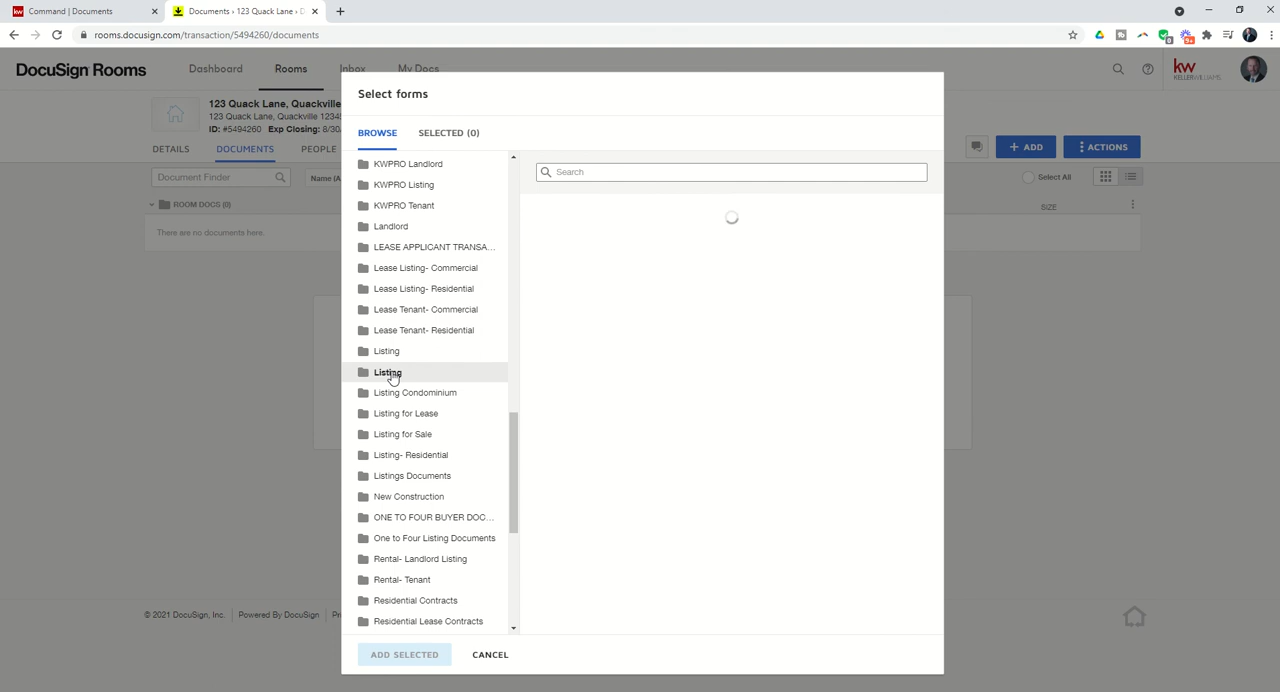 Command | Documents
Documents › 123 Quack Lane › D
rooms.docusign.com/transaction/5494260/documents
DocuSign Rooms
Dashboard
Rooms
Inbox
My Docs
kw
KELLERWILLIAMS.
123 Quack Lane, Quackville
123 Quack Lane, Quackville 1234
ID: #5494260 Exp Closing: 8/30/
DETAILS
DOCUMENTS
PEOPLE
+ ADD
ACTIONS
Document Finder
Name (A
Select All
ROOM DOCS (0)
SIZE
There are no documents here.
Select forms
BROWSE
SELECTED (0)
Search
KWPRO Landlord
KWPRO Listing
KWPRO Tenant
Landlord
LEASE APPLICANT TRANSA...
Lease Listing- Commercial
Lease Listing- Residential
Lease Tenant- Commercial
Lease Tenant- Residential
Listing
Listing
Listing Condominium
Listing for Lease
Listing for Sale
Listing- Residential
Listings Documents
New Construction
ONE TO FOUR BUYER DOC...
One to Four Listing Documents
Rental- Landlord Listing
Rental- Tenant
Residential Contracts
Residential Lease Contracts
ADD SELECTED
CANCEL
© 2021 DocuSign, Inc.
Powered By DocuSign
Pri